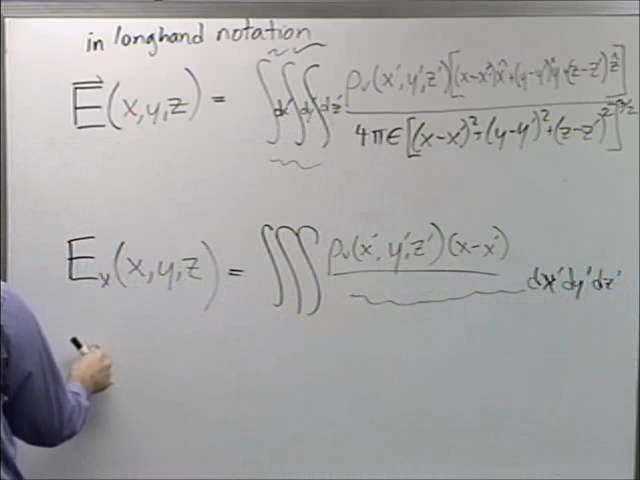 in longhand notation
E⃗(x,y,z) = ∫∫∫ dx' dy' dz' ρᵥ(x',y',z')[(x-x')x̂+(y-y')ŷ+(z-z')ẑ]
4πϵ[(x-x)²+(y-y')²+(z-z')²]^3/2
Eₓ(x,y,z) = ∫∫∫ ρᵥ(x',y',z')(x-x')
dx'dy'dz'